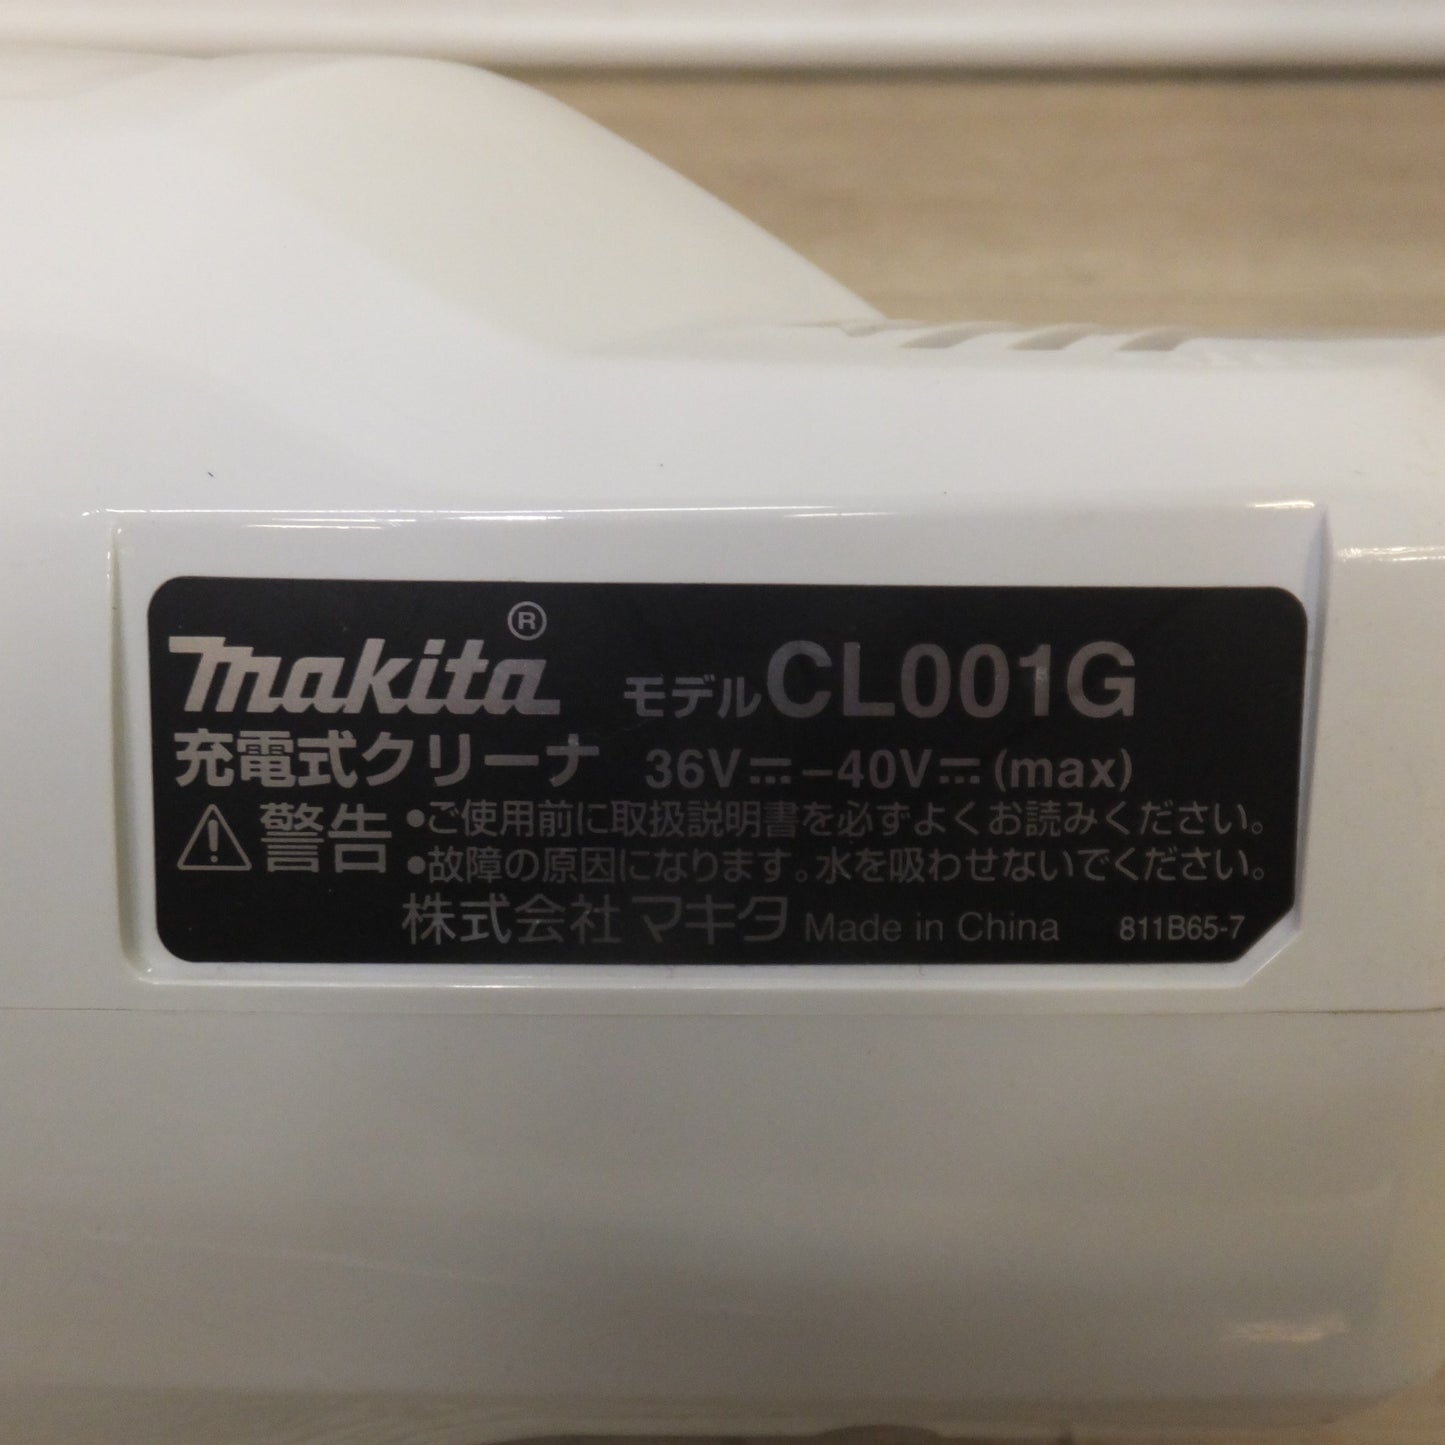 makita® モデルCL001G
充電式クリーナ 36V⎓–40V⎓(max)
⚠警告 •ご使用前に取扱説明書を必ずよくお読みください。
•故障の原因になります。水を吸わせないでください。
株式会社マキタ Made in China 811B65-7